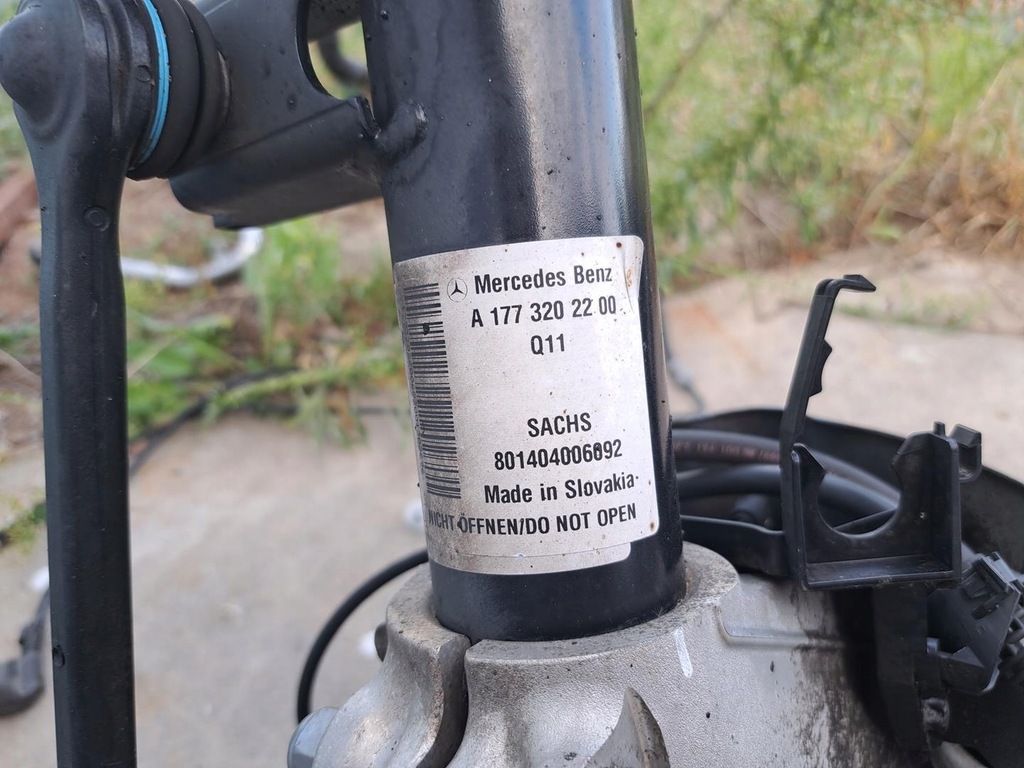 Mercedes Benz
A 177 320 22 00
Q11
SACHS
801404006092
Made in Slovakia
NICHT ÖFFNEN/DO NOT OPEN